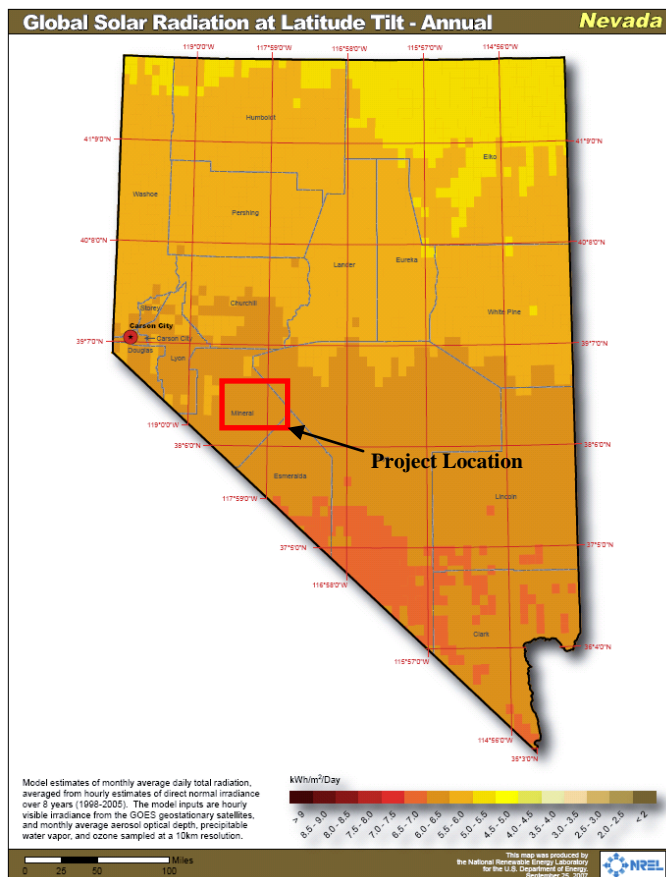 Global Solar Radiation at Latitude Tilt - Annual
Nevada
119°0'0"W 117°59'0"W 116°58'0"W 115°57'0"W 114°56'0"W
Humboldt
41°9'0"N 41°9'0"N
Elko
Washoe
Pershing
40°8'0"N 40°8'0"N
Lander Eureka
Churchill
Storey White Pine
Carson City
Carson City
39°7'0"N 39°7'0"N
Douglas Lyon
Mineral
119°0'0"W
38°6'0"N 38°6'0"N
Project Location
Esmeralda
117°59'0"W Lincoln
37°5'0"N 37°5'0"N
116°58'0"W
Clark
36°4'0"N
115°57'0"W
114°56'0"W
35°3'0"N
Model estimates of monthly average daily total radiation,
averaged from hourly estimates of direct normal irradiance
over 8 years (1998-2005). The model inputs are hourly
visible irradiance from the GOES geostationary satellites,
and monthly average aerosol optical depth, precipitable
water vapor, and ozone sampled at a 10km resolution.
kWh/m²/Day
> 9 8.5 - 9.0 8.0 - 8.5 7.5 - 8.0 7.0 - 7.5 6.5 - 7.0 6.0 - 6.5 5.5 - 6.0 5.0 - 5.5 4.5 - 5.0 4.0 - 4.5 3.5 - 4.0 3.0 - 3.5 2.5 - 3.0 2.0 - 2.5 < 2
Miles
0 25 50 100
This map was produced by
the National Renewable Energy Laboratory
for the U.S. Department of Energy.
September 25, 2007
NREL